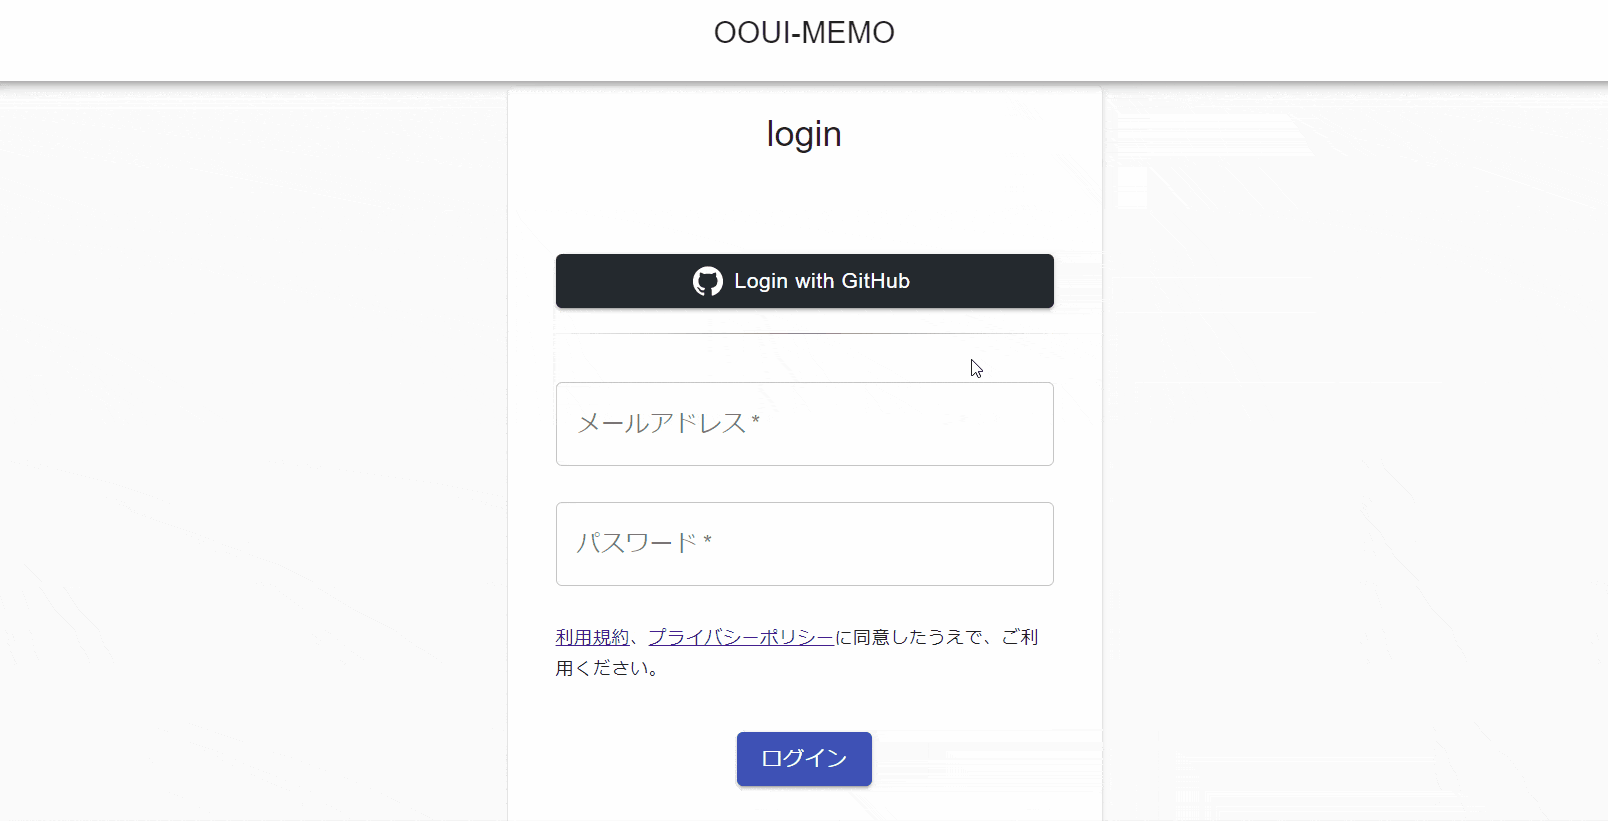 OOUI-MEMO
login
Login with GitHub
メールアドレス *
パスワード *
利用規約、プライバシーポリシーに同意したうえで、ご利
用ください。
ログイン